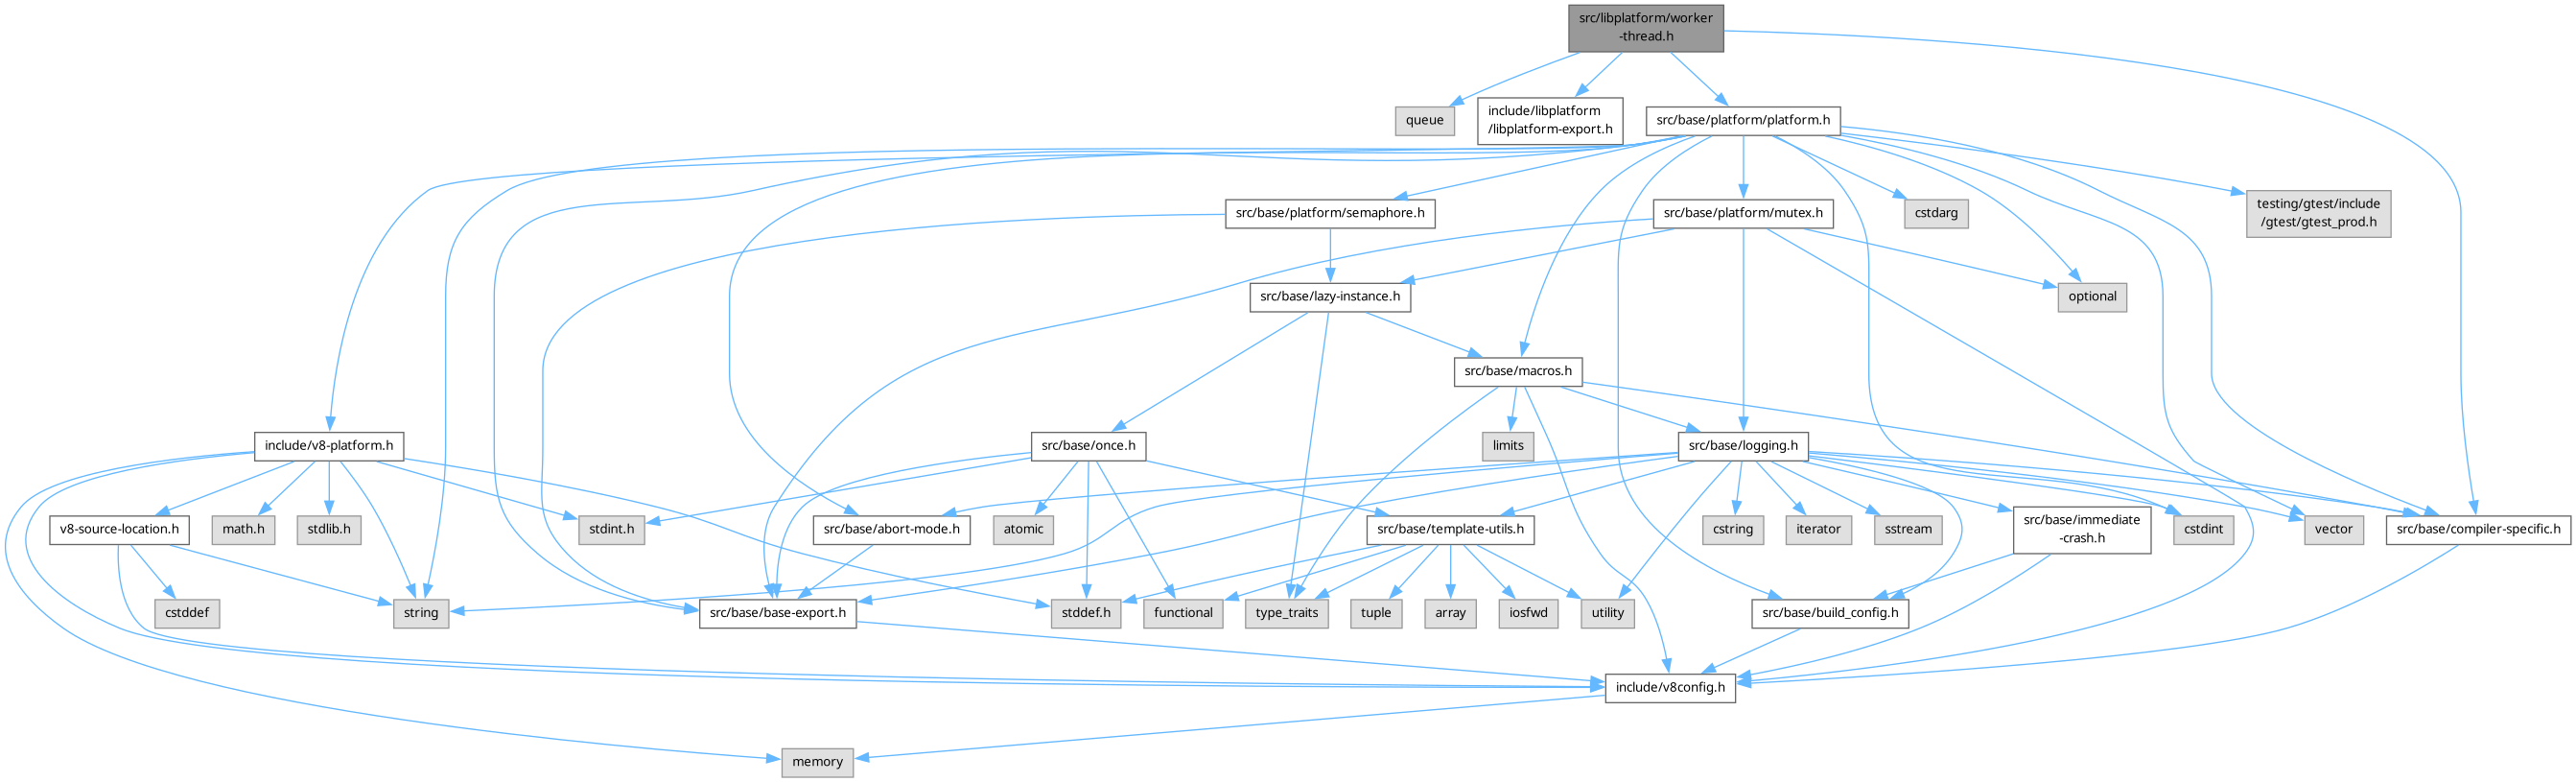 src/libplatform/worker
-thread.h
queue
include/libplatform
/libplatform-export.h
src/base/platform/platform.h
src/base/platform/semaphore.h
src/base/platform/mutex.h
cstdarg
testing/gtest/include
/gtest/gtest_prod.h
src/base/lazy-instance.h
optional
src/base/macros.h
include/v8-platform.h
src/base/once.h
limits
src/base/logging.h
v8-source-location.h
math.h
stdlib.h
stdint.h
src/base/abort-mode.h
atomic
src/base/template-utils.h
cstring
iterator
sstream
src/base/immediate
-crash.h
cstdint
vector
src/base/compiler-specific.h
cstddef
string
src/base/base-export.h
stddef.h
functional
type_traits
tuple
array
iosfwd
utility
src/base/build_config.h
include/v8config.h
memory